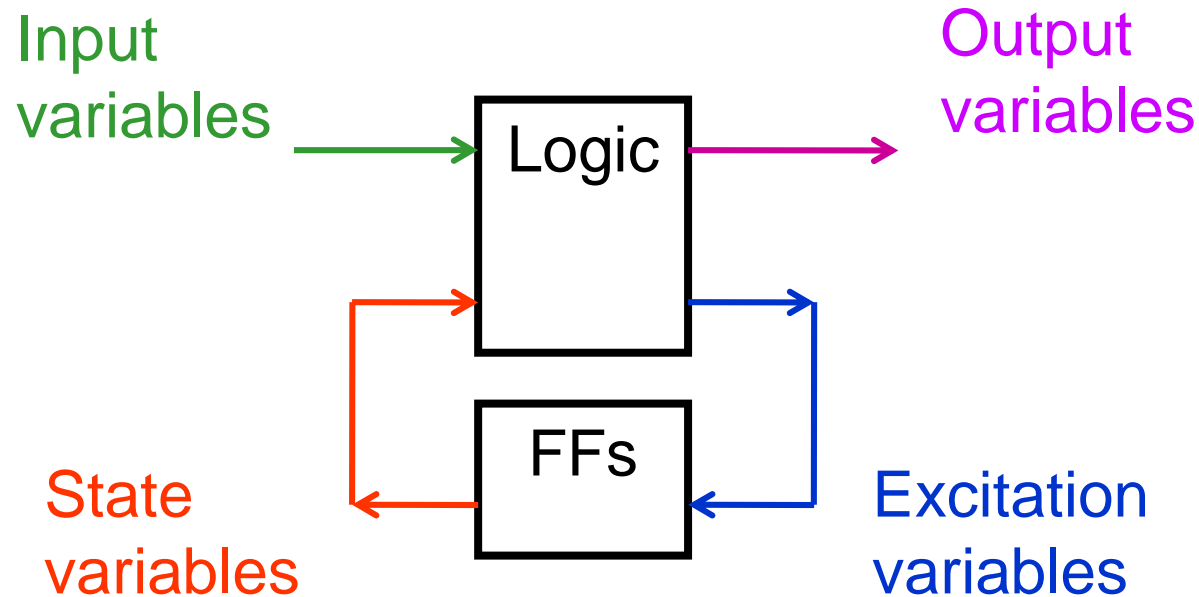 Input
variables
Output
variables
Logic
FFs
State
variables
Excitation
variables